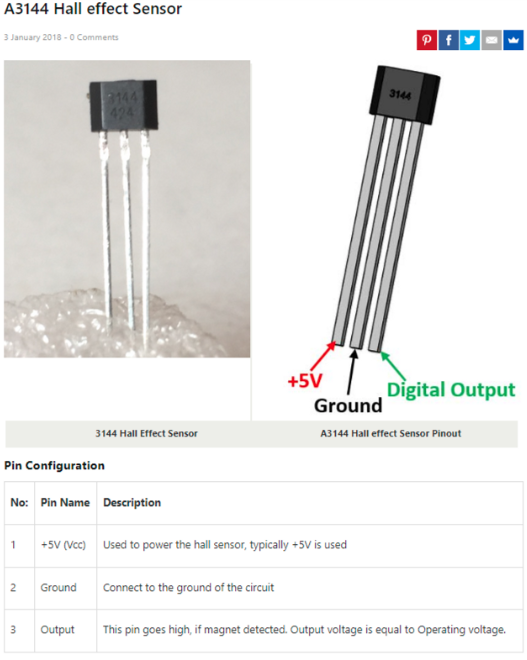 A3144 Hall effect Sensor
3 January 2018 - 0 Comments
3144
424
3144
+5V
Ground
Digital Output
3144 Hall Effect Sensor
A3144 Hall effect Sensor Pinout
Pin Configuration
No: Pin Name Description
1 +5V (Vcc) Used to power the hall sensor, typically +5V is used
2 Ground Connect to the ground of the circuit
3 Output This pin goes high, if magnet detected. Output voltage is equal to Operating voltage.